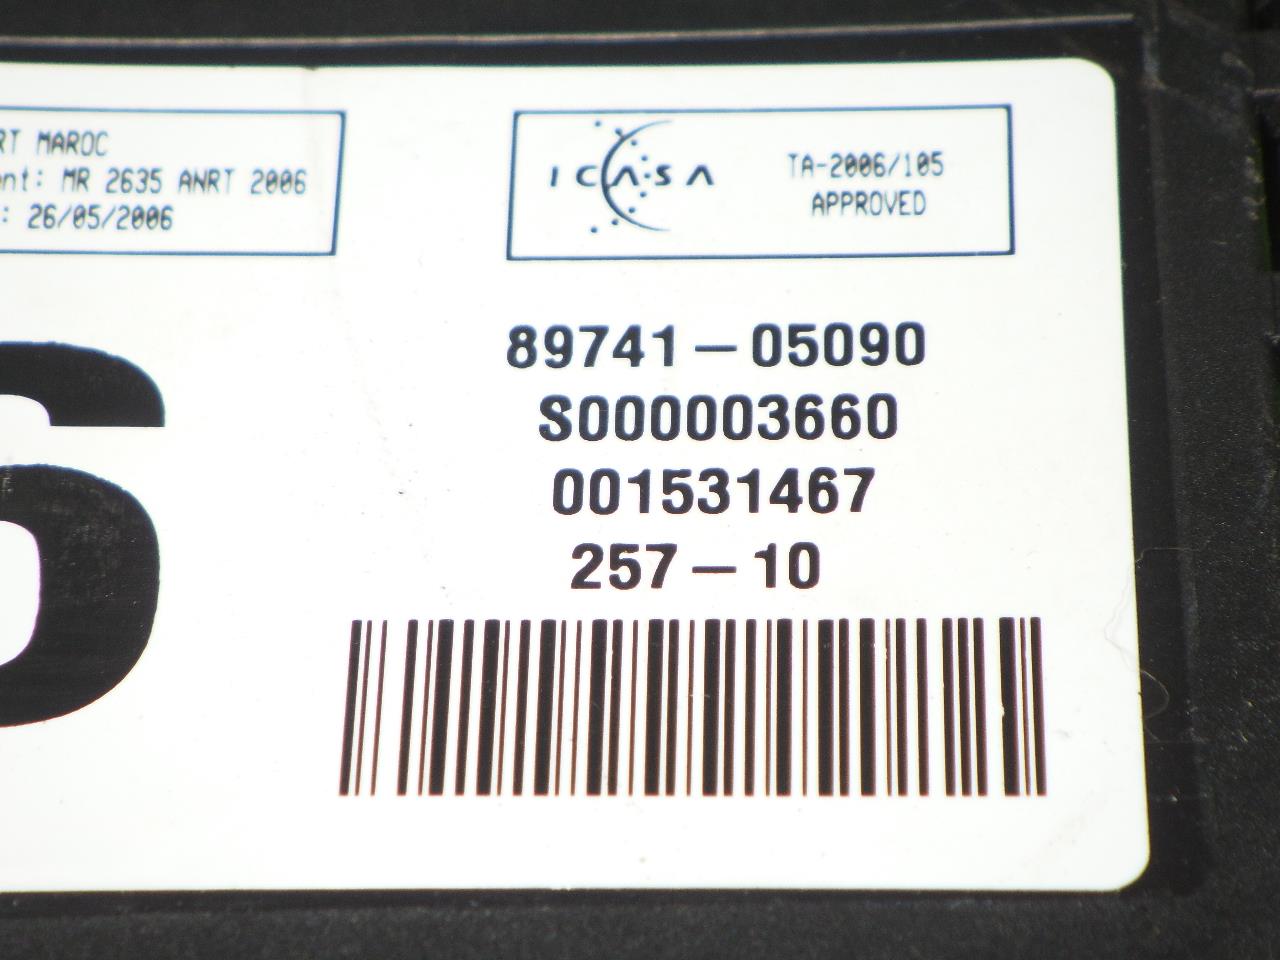 RT MAROC
nt: MR 2635 ANRT 2006
: 26/05/2006
ICASA
TA-2006/105
APPROVED
6
89741-05090
S000003660
001531467
257-10